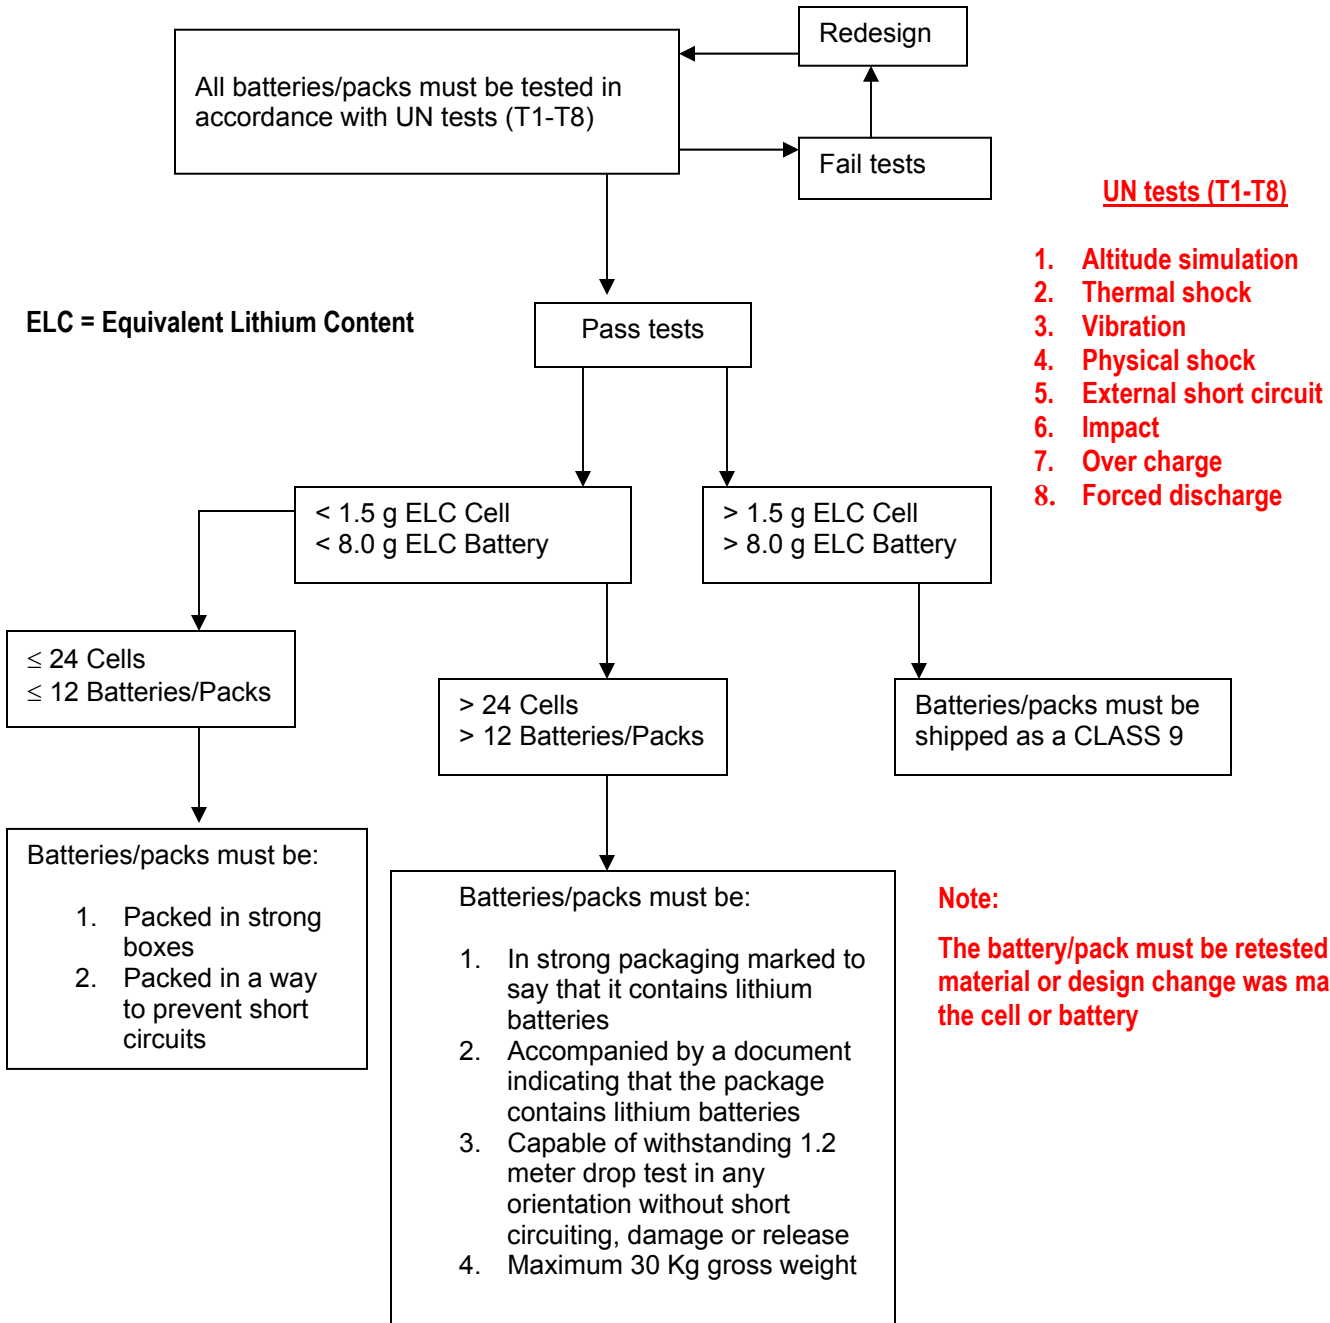 Redesign
All batteries/packs must be tested in
accordance with UN tests (T1-T8)
Fail tests
UN tests (T1-T8)
1. Altitude simulation
2. Thermal shock
3. Vibration
4. Physical shock
5. External short circuit
6. Impact
7. Over charge
8. Forced discharge
ELC = Equivalent Lithium Content
Pass tests
< 1.5 g ELC Cell
< 8.0 g ELC Battery
> 1.5 g ELC Cell
> 8.0 g ELC Battery
≤ 24 Cells
≤ 12 Batteries/Packs
> 24 Cells
> 12 Batteries/Packs
Batteries/packs must be
shipped as a CLASS 9
Batteries/packs must be:
1. Packed in strong
boxes
2. Packed in a way
to prevent short
circuits
Batteries/packs must be:
1. In strong packaging marked to
say that it contains lithium
batteries
2. Accompanied by a document
indicating that the package
contains lithium batteries
3. Capable of withstanding 1.2
meter drop test in any
orientation without short
circuiting, damage or release
4. Maximum 30 Kg gross weight
Note:
The battery/pack must be retested
material or design change was ma
the cell or battery